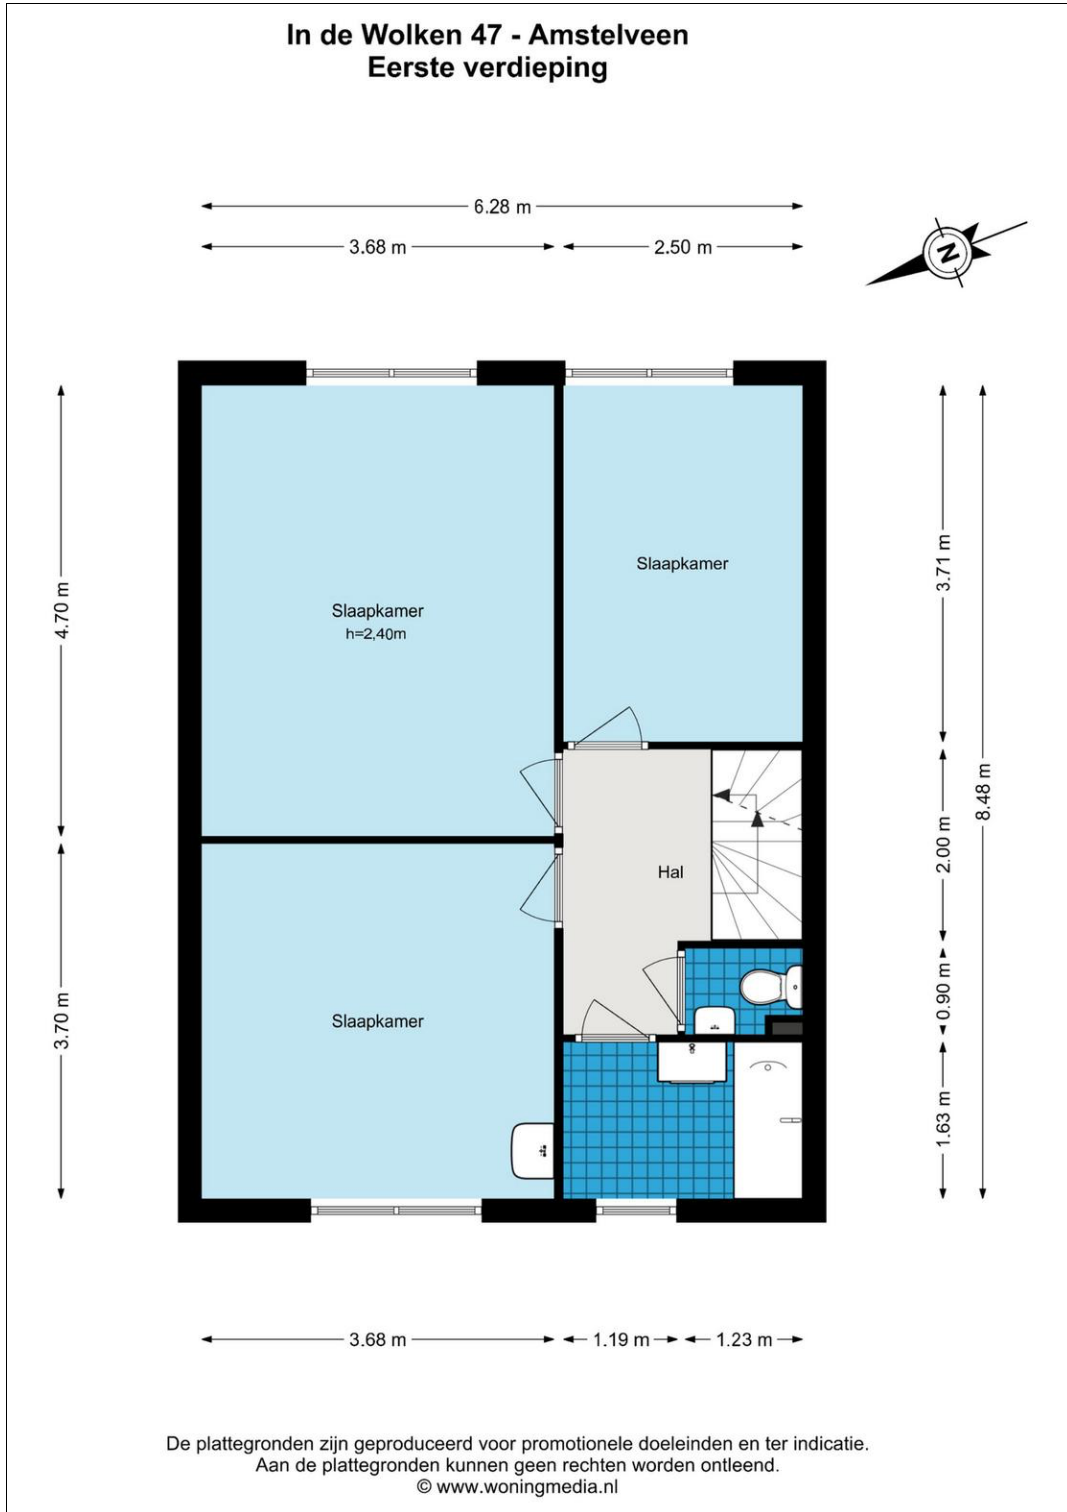 In de Wolken 47 - Amstelveen
Eerste verdieping
6.28 m
3.68 m
2.50 m
N
4.70 m
3.71 m
Slaapkamer
Slaapkamer
h=2,40m
8.48 m
2.00 m
Hal
0.90 m
3.70 m
Slaapkamer
1.63 m
3.68 m
1.19 m
1.23 m
De plattegronden zijn geproduceerd voor promotionele doeleinden en ter indicatie.
Aan de plattegronden kunnen geen rechten worden ontleend.
© www.woningmedia.nl